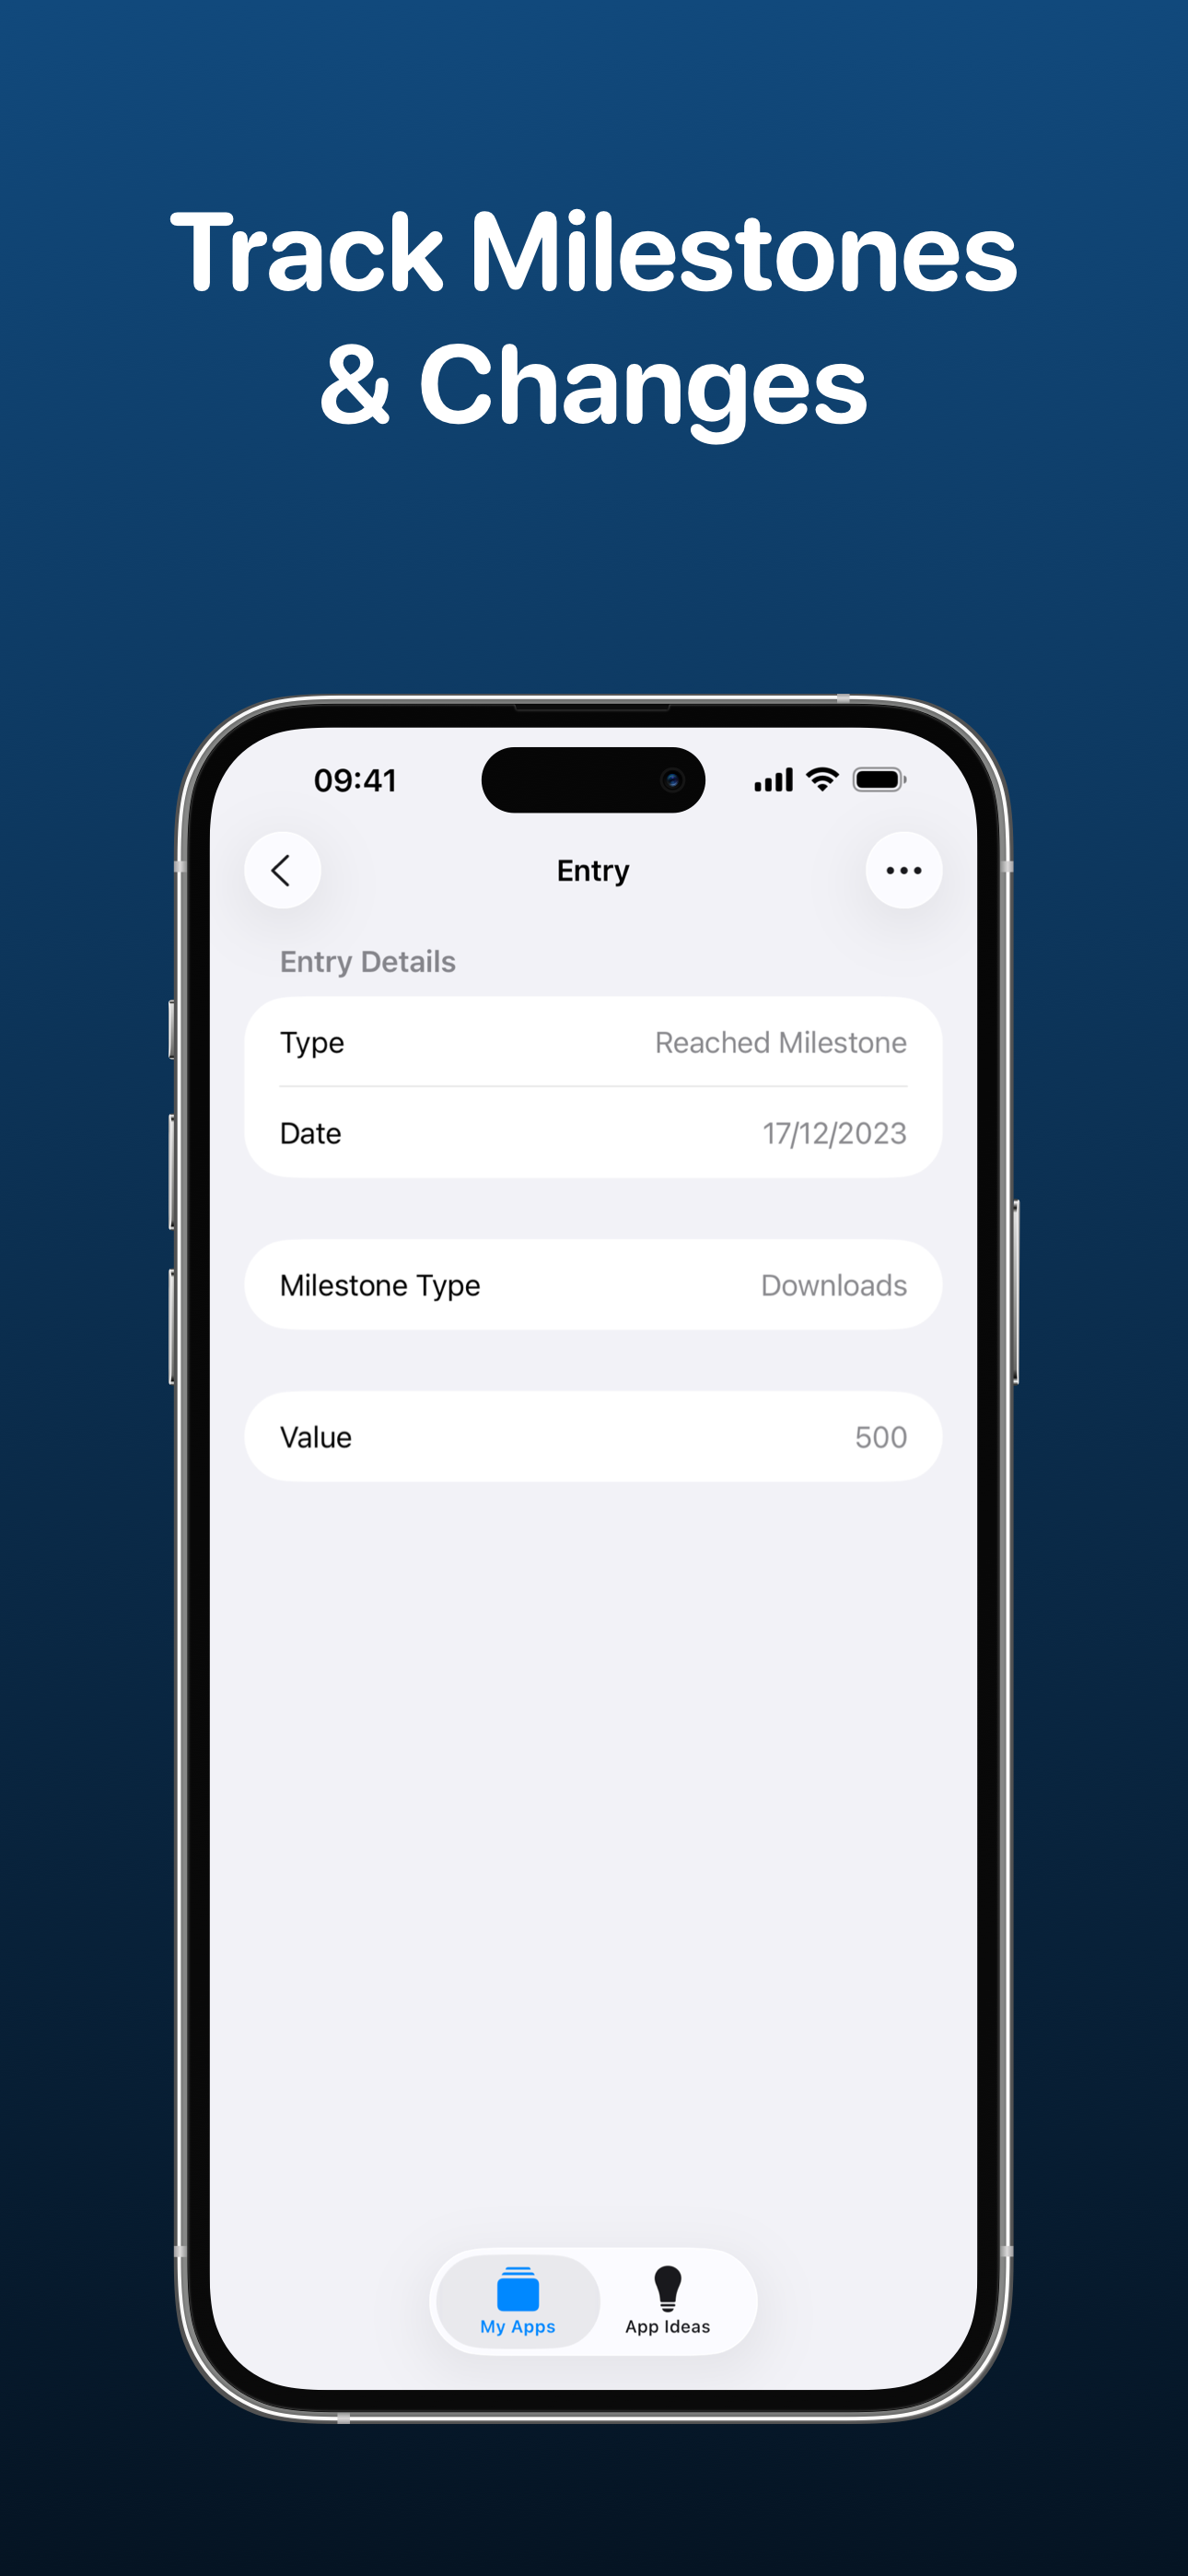 Track Milestones
& Changes
09:41
Entry
Entry Details
Type Reached Milestone
Date 17/12/2023
Milestone Type Downloads
Value 500
My Apps App Ideas